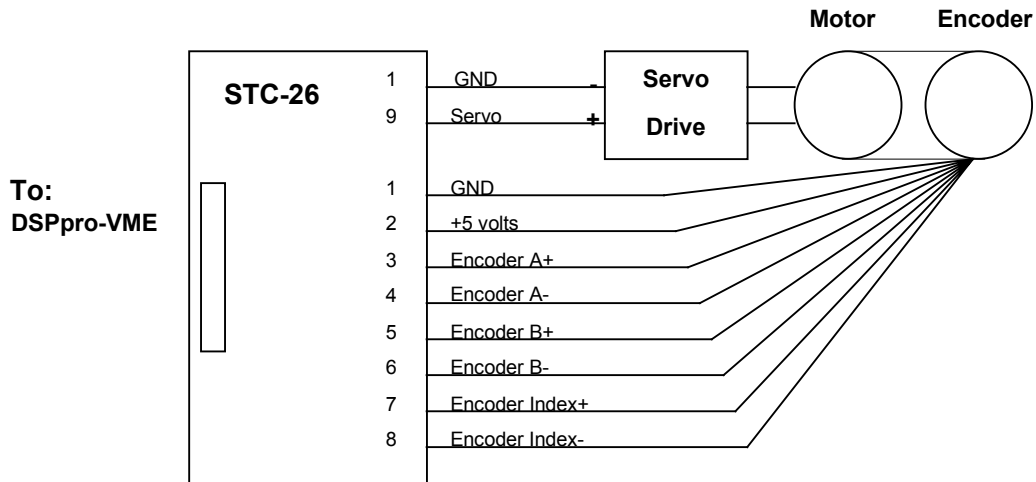 Motor Encoder
STC-26
1 GND - Servo
9 Servo + Drive
To:
DSPpro-VME
1 GND
2 +5 volts
3 Encoder A+
4 Encoder A-
5 Encoder B+
6 Encoder B-
7 Encoder Index+
8 Encoder Index-